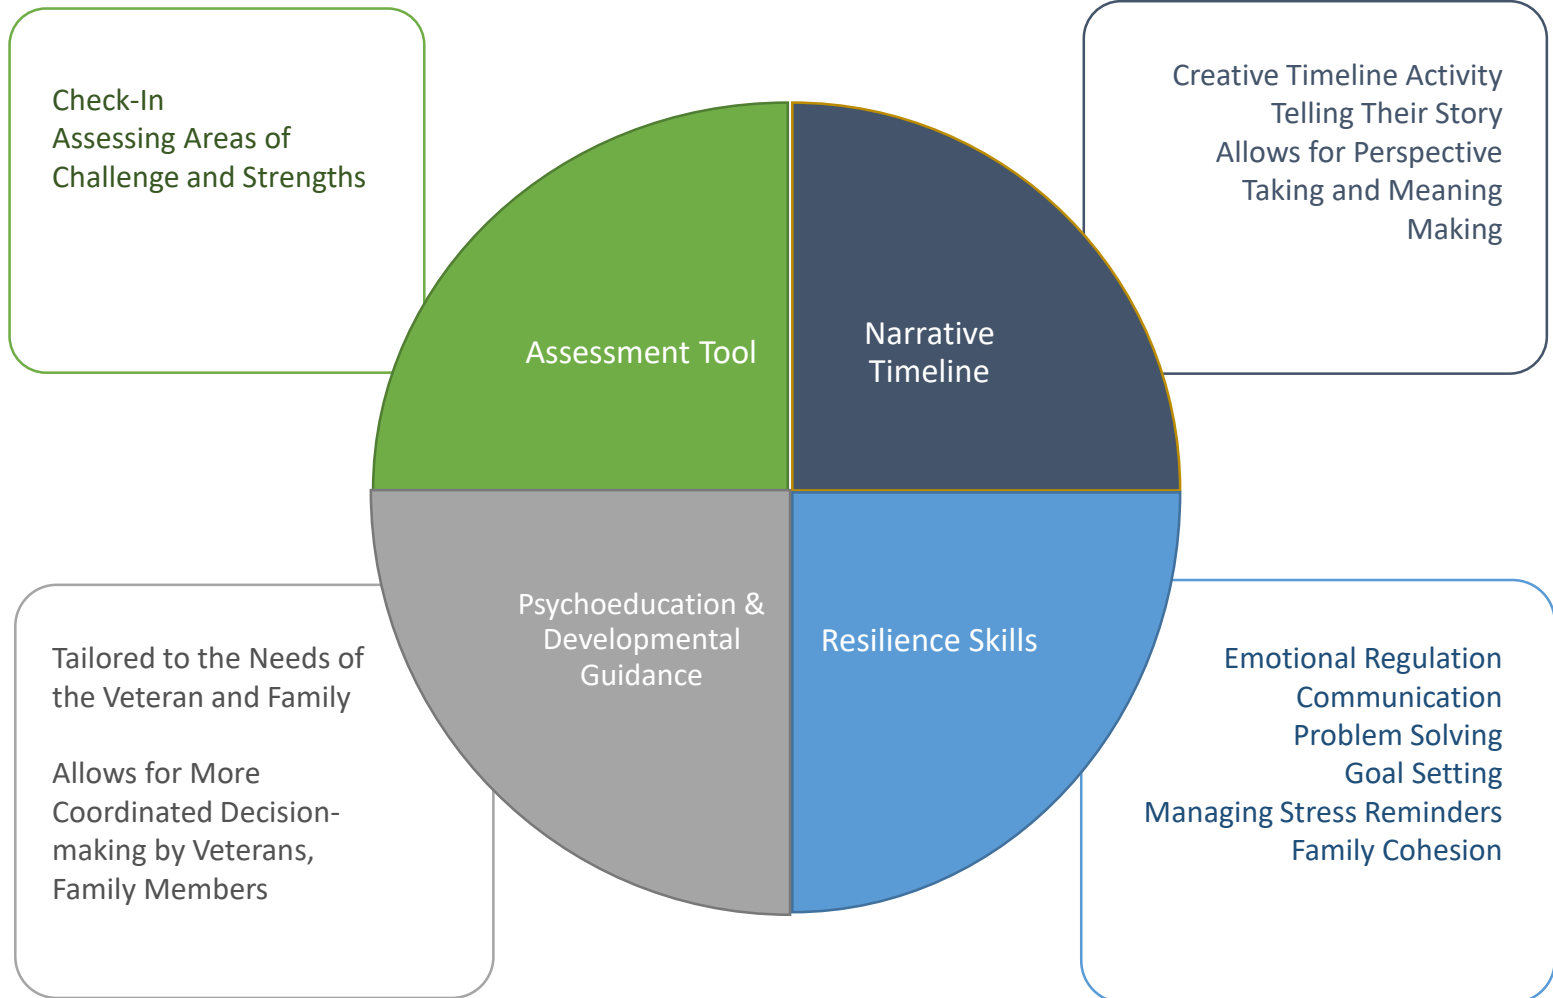 Check-In
Assessing Areas of
Challenge and Strengths
Creative Timeline Activity
Telling Their Story
Allows for Perspective
Taking and Meaning
Making
Assessment Tool
Narrative
Timeline
Psychoeducation &
Developmental
Guidance
Resilience Skills
Tailored to the Needs of
the Veteran and Family
Allows for More
Coordinated Decision-
making by Veterans,
Family Members
Emotional Regulation
Communication
Problem Solving
Goal Setting
Managing Stress Reminders
Family Cohesion